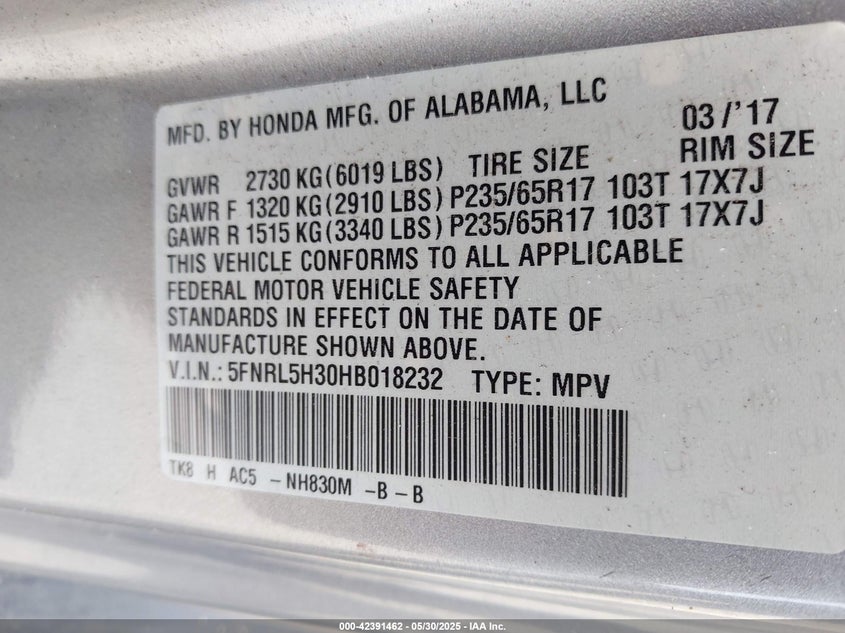 MFD. BY HONDA MFG. OF ALABAMA, LLC 03/'17
GVWR 2730 KG(6019 LBS) TIRE SIZE RIM SIZE
GAWR F 1320 KG(2910 LBS) P235/65R17 103T 17X7J
GAWR R 1515 KG(3340 LBS) P235/65R17 103T 17X7J
THIS VEHICLE CONFORMS TO ALL APPLICABLE
FEDERAL MOTOR VEHICLE SAFETY
STANDARDS IN EFFECT ON THE DATE OF
MANUFACTURE SHOWN ABOVE.
V.I.N.: 5FNRL5H30HB018232 TYPE: MPV
TK8 H AC5 -NH830M -B-B
000-42391462 - 05/30/2025 - IAA Inc.